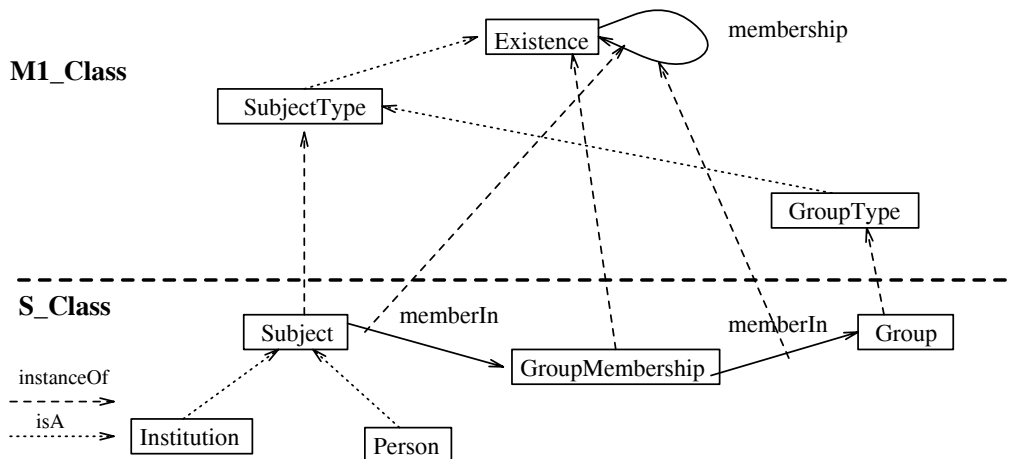 Existence
membership
M1_Class
SubjectType
GroupType
S_Class
memberIn
memberIn
Subject
Group
GroupMembership
instanceOf
isA
Institution
Person